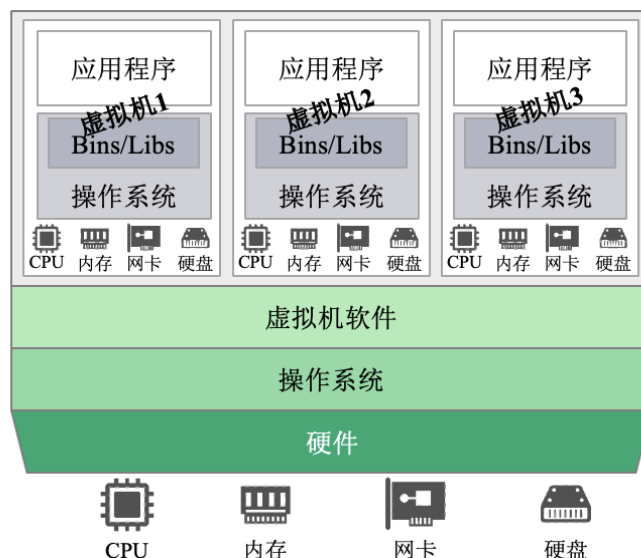 应用程序
虚拟机1
Bins/Libs
操作系统
CPU 内存 网卡 硬盘
应用程序
虚拟机2
Bins/Libs
操作系统
CPU 内存 网卡 硬盘
应用程序
虚拟机3
Bins/Libs
操作系统
CPU 内存 网卡 硬盘
虚拟机软件
操作系统
硬件
CPU 内存 网卡 硬盘